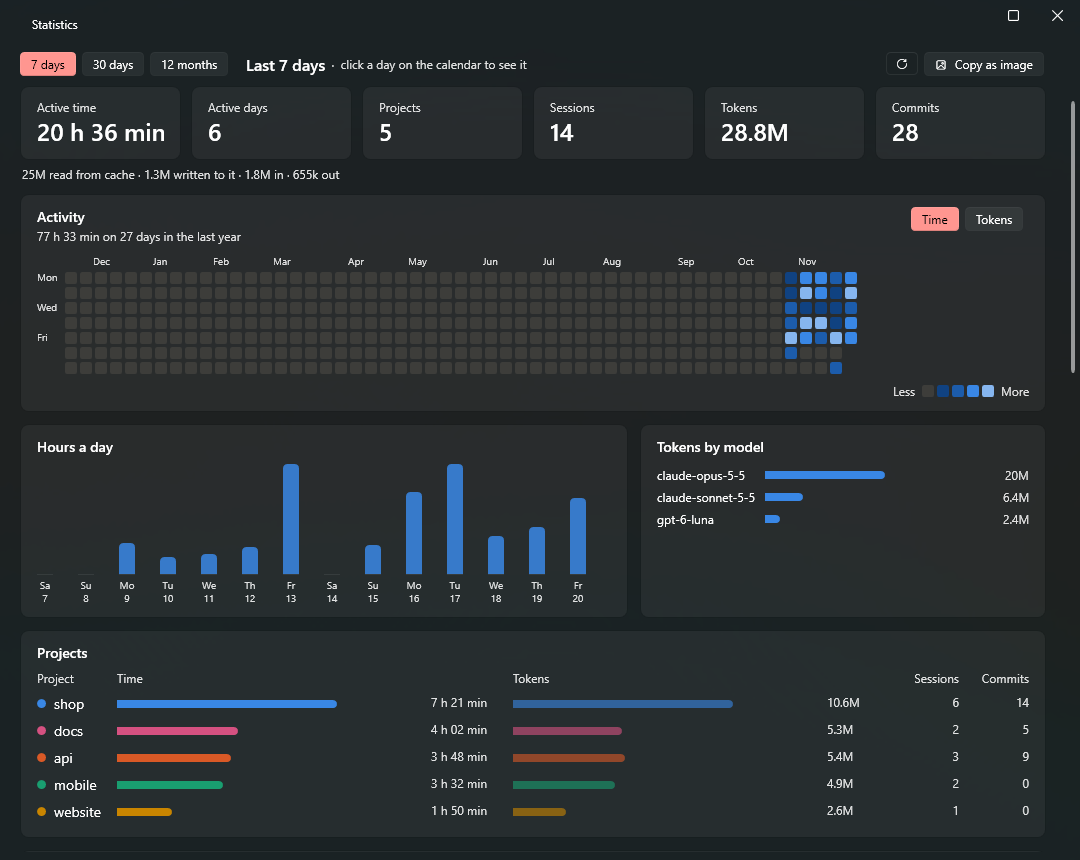 Statistics
7 days 30 days 12 months Last 7 days · click a day on the calendar to see it Copy as image
Active time Active days Projects Sessions Tokens Commits
20 h 36 min 6 5 14 28.8M 28
25M read from cache · 1.3M written to it · 1.8M in · 655k out
Activity Time Tokens
77 h 33 min on 27 days in the last year
Dec Jan Feb Mar Apr May Jun Jul Aug Sep Oct Nov
Mon
Wed
Fri
Less More
Hours a day
Sa Su Mo Tu We Th Fr Sa Su Mo Tu We Th Fr
7 8 9 10 11 12 13 14 15 16 17 18 19 20
Tokens by model
claude-opus-5-5 20M
claude-sonnet-5-5 6.4M
gpt-6-luna 2.4M
Projects
Project Time Tokens Sessions Commits
shop 7 h 21 min 10.6M 6 14
docs 4 h 02 min 5.3M 2 5
api 3 h 48 min 5.4M 3 9
mobile 3 h 32 min 4.9M 2 0
website 1 h 50 min 2.6M 1 0